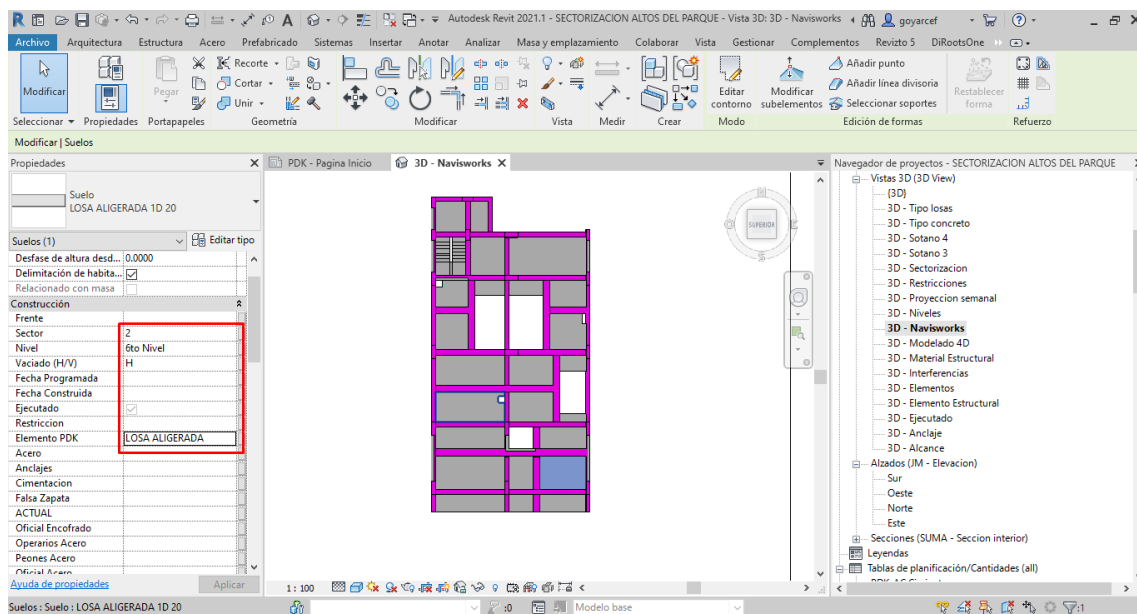 Autodesk Revit 2021.1 - SECTORIZACION ALTOS DEL PARQUE - Vista 3D: 3D - Navisworks goyarcef
Archivo Arquitectura Estructura Acero Prefabricado Sistemas Insertar Anotar Analizar Masa y emplazamiento Colaborar Vista Gestionar Complementos Revizto 5 DiRootsOne
Modificar
Pegar
Recorte
Cortar
Unir
Editar contorno
Modificar subelementos
Añadir punto
Añadir línea divisoria
Seleccionar soportes
Restablecer forma
Seleccionar Propiedades Portapapeles Geometría Modificar Vista Medir Crear Modo Edición de formas Refuerzo
Modificar | Suelos
Propiedades
PDK - Pagina Inicio
3D - Navisworks
Navegador de proyectos - SECTORIZACION ALTOS DEL PARQUE
Suelo
LOSA ALIGERADA 1D 20
Suelos (1) Editar tipo
Desfase de altura desd... 0.0000
Delimitación de habita...
Relacionado con masa
Construcción
Frente
Sector 2
Nivel 6to Nivel
Vaciado (H/V) H
Fecha Programada
Fecha Construida
Ejecutado
Restriccion
Elemento PDK LOSA ALIGERADA
Acero
Anclajes
Cimentacion
Falsa Zapata
ACTUAL
Oficial Encofrado
Operarios Acero
Peones Acero
Oficial Acero
Ayuda de propiedades Aplicar
SUPERIOR
N
O
E
S
1 : 100
Vistas 3D (3D View)
{3D}
3D - Tipo losas
3D - Tipo concreto
3D - Sotano 4
3D - Sotano 3
3D - Sectorizacion
3D - Restricciones
3D - Proyeccion semanal
3D - Niveles
3D - Navisworks
3D - Modelado 4D
3D - Material Estructural
3D - Interferencias
3D - Elementos
3D - Elemento Estructural
3D - Ejecutado
3D - Anclaje
3D - Alcance
Alzados (JM - Elevacion)
Sur
Oeste
Norte
Este
Secciones (SUMA - Seccion interior)
Leyendas
Tablas de planificación/Cantidades (all)
Suelos : Suelo : LOSA ALIGERADA 1D 20
:0
Modelo base
:1